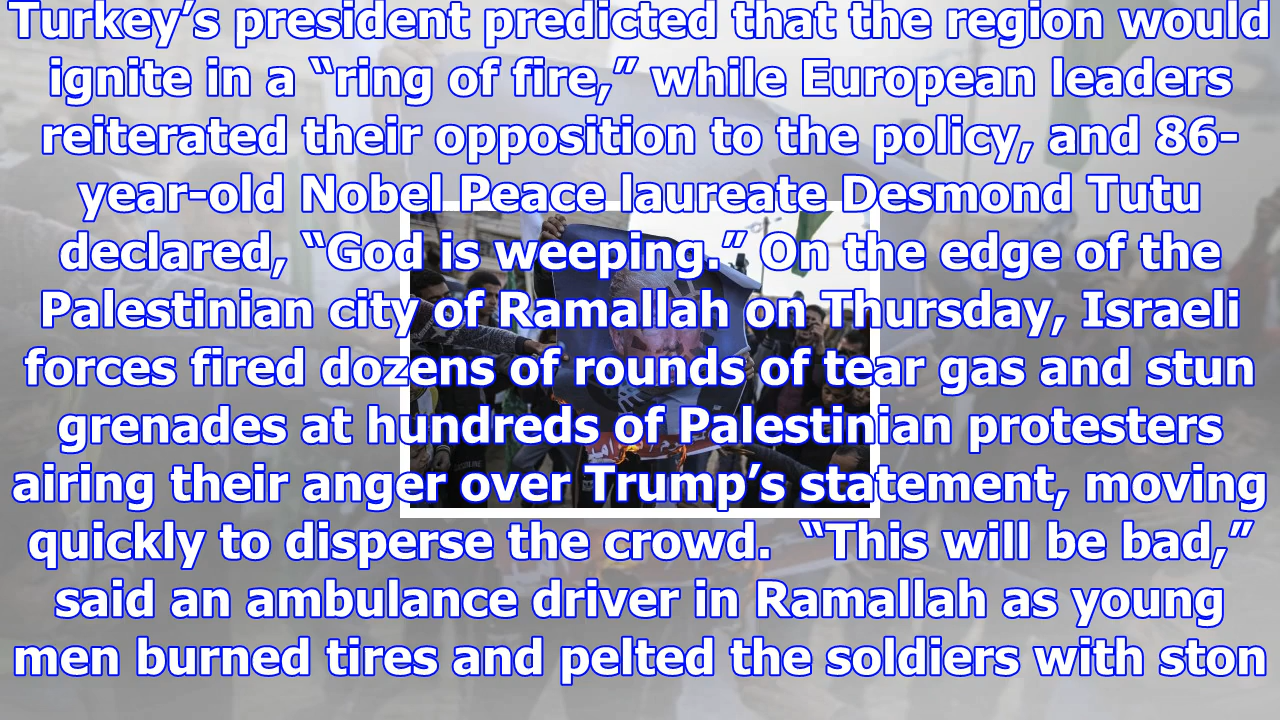 Turkey’s president predicted that the region would
ignite in a “ring of fire,” while European leaders
reiterated their opposition to the policy, and 86-
year-old Nobel Peace laureate Desmond Tutu
declared, “God is weeping.” On the edge of the
Palestinian city of Ramallah on Thursday, Israeli
forces fired dozens of rounds of tear gas and stun
grenades at hundreds of Palestinian protesters
airing their anger over Trump’s statement, moving
quickly to disperse the crowd.  “This will be bad,”
said an ambulance driver in Ramallah as young
men burned tires and pelted the soldiers with ston